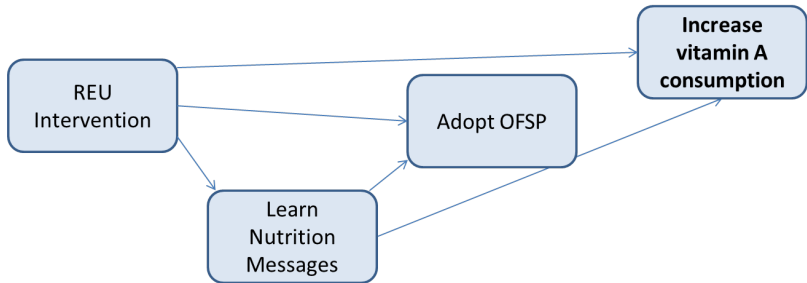 Increase
vitamin A
consumption
REU
Intervention
Adopt OFSP
Learn
Nutrition
Messages